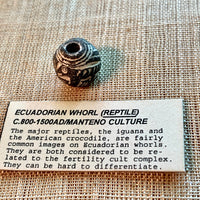 ECUADORIAN WHORL (REPTILE)
C.800-1500AD/MANTENO CULTURE
The major reptiles, the iguana and
the American crocodile, are fairly
common images on Ecuadorian whorls.
They are both considered to be re-
lated to the fertility cult complex.
They can be hard to differentiate.